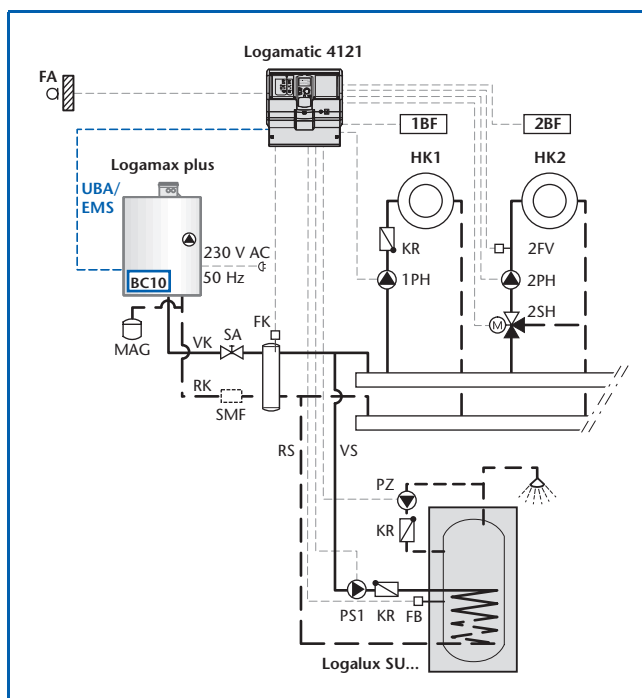 Logamatic 4121
FA
1BF
2BF
Logamax plus
HK1
HK2
UBA/
EMS
230 V AC
50 Hz
BC10
KR
2FV
1PH
2PH
2SH
M
MAG
VK
SA
FK
RK
SMF
RS
VS
PZ
KR
PS1
KR
FB
Logalux SU...